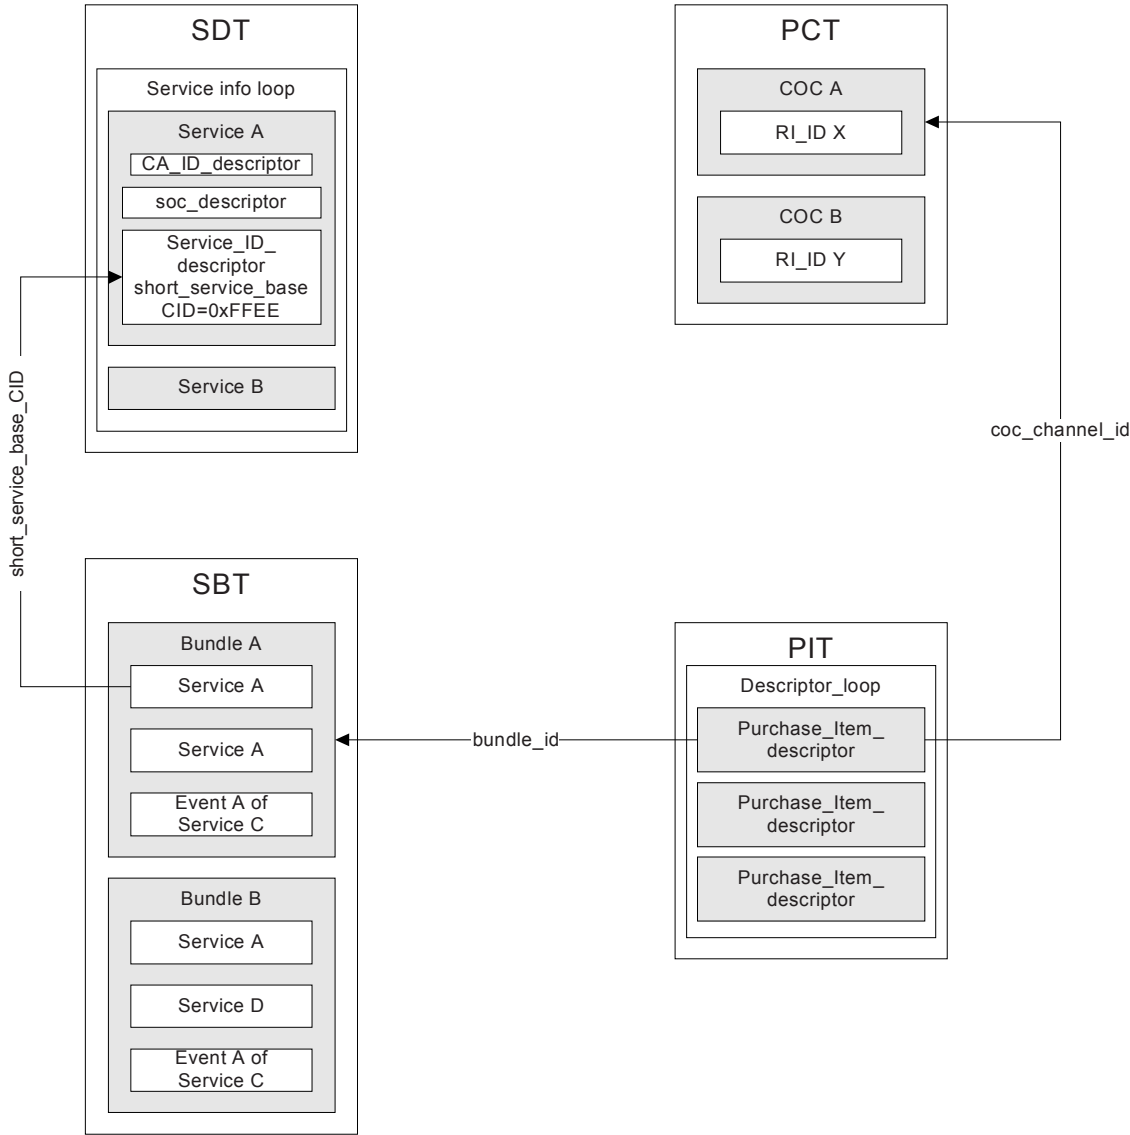 SDT
Service info loop
Service A
CA_ID_descriptor
soc_descriptor
Service_ID_
descriptor
short_service_base
CID=0xFFEE
Service B
short_service_base_CID
PCT
COC A
RI_ID X
COC B
RI_ID Y
coc_channel_id
SBT
Bundle A
Service A
Service A
Event A of
Service C
Bundle B
Service A
Service D
Event A of
Service C
bundle_id
PIT
Descriptor_loop
Purchase_Item_
descriptor
Purchase_Item_
descriptor
Purchase_Item_
descriptor